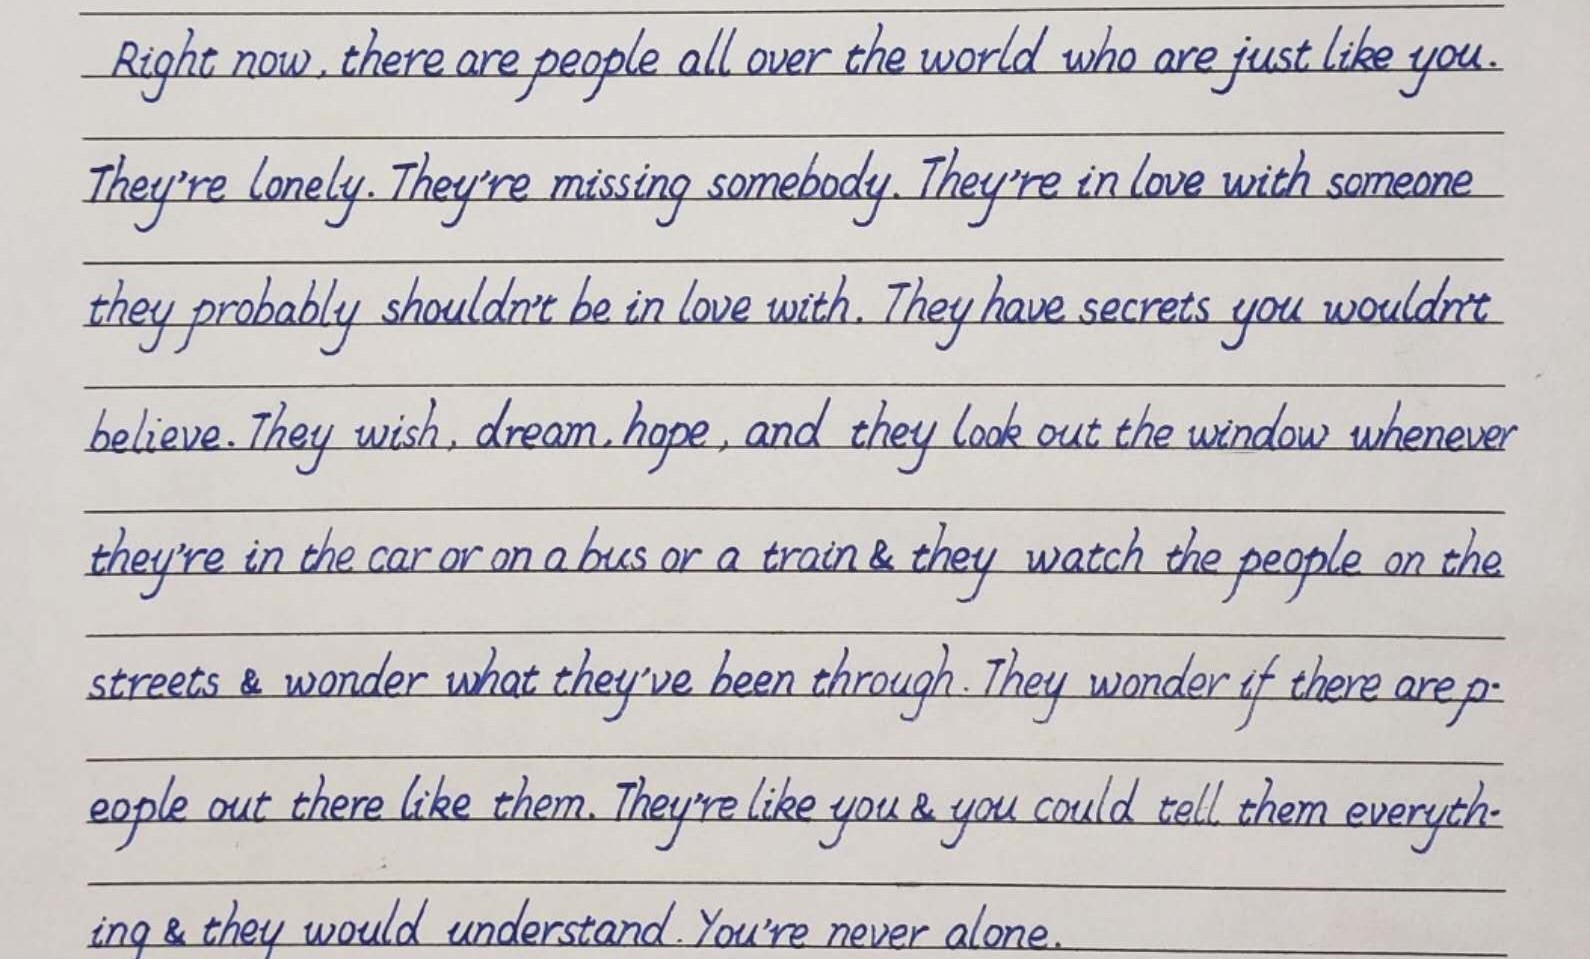 Right now, there are people all over the world who are just like you.
They're lonely. They're missing somebody. They're in love with someone
they probably shouldn't be in love with. They have secrets you wouldn't
believe. They wish, dream, hope, and they look out the window whenever
they're in the car or on a bus or a train & they watch the people on the
streets & wonder what they've been through. They wonder if there are p-
eople out there like them. They're like you & you could tell them everyth-
ing & they would understand. You're never alone.